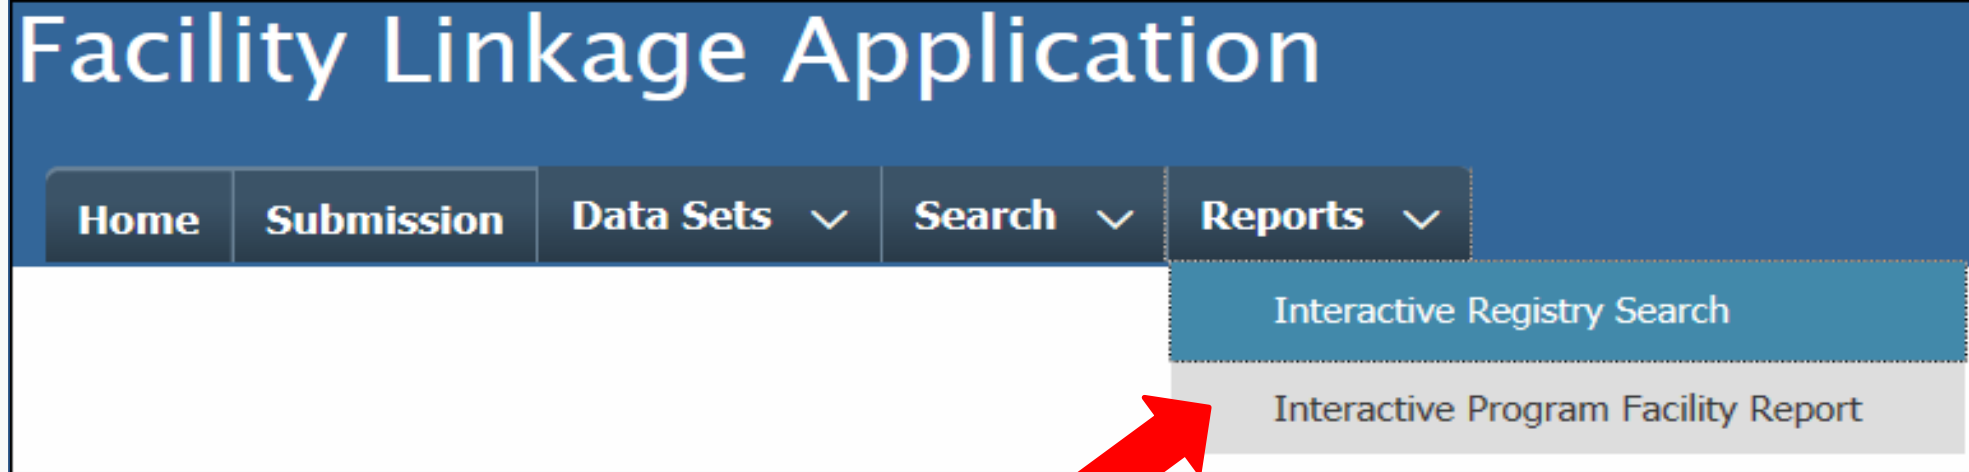 Facility Linkage Application
Home Submission Data Sets Search Reports
Interactive Registry Search
Interactive Program Facility Report